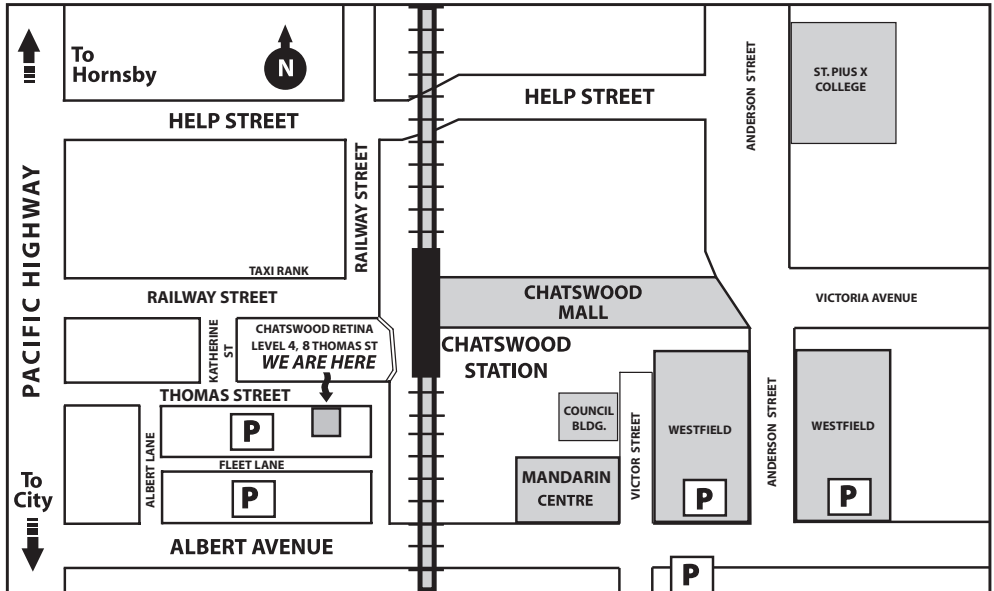 To
Hornsby
N
HELP STREET
HELP STREET
ANDERSON STREET
ST. PIUS X
COLLEGE
PACIFIC HIGHWAY
RAILWAY STREET
TAXI RANK
RAILWAY STREET
CHATSWOOD
MALL
VICTORIA AVENUE
KATHERINE
ST
CHATSWOOD RETINA
LEVEL 4, 8 THOMAS ST
WE ARE HERE
CHATSWOOD
STATION
THOMAS STREET
P
ALBERT LANE
FLEET LANE
P
COUNCIL
BLDG.
MANDARIN
CENTRE
VICTOR STREET
WESTFIELD
P
ANDERSON STREET
WESTFIELD
P
To
City
ALBERT AVENUE
P